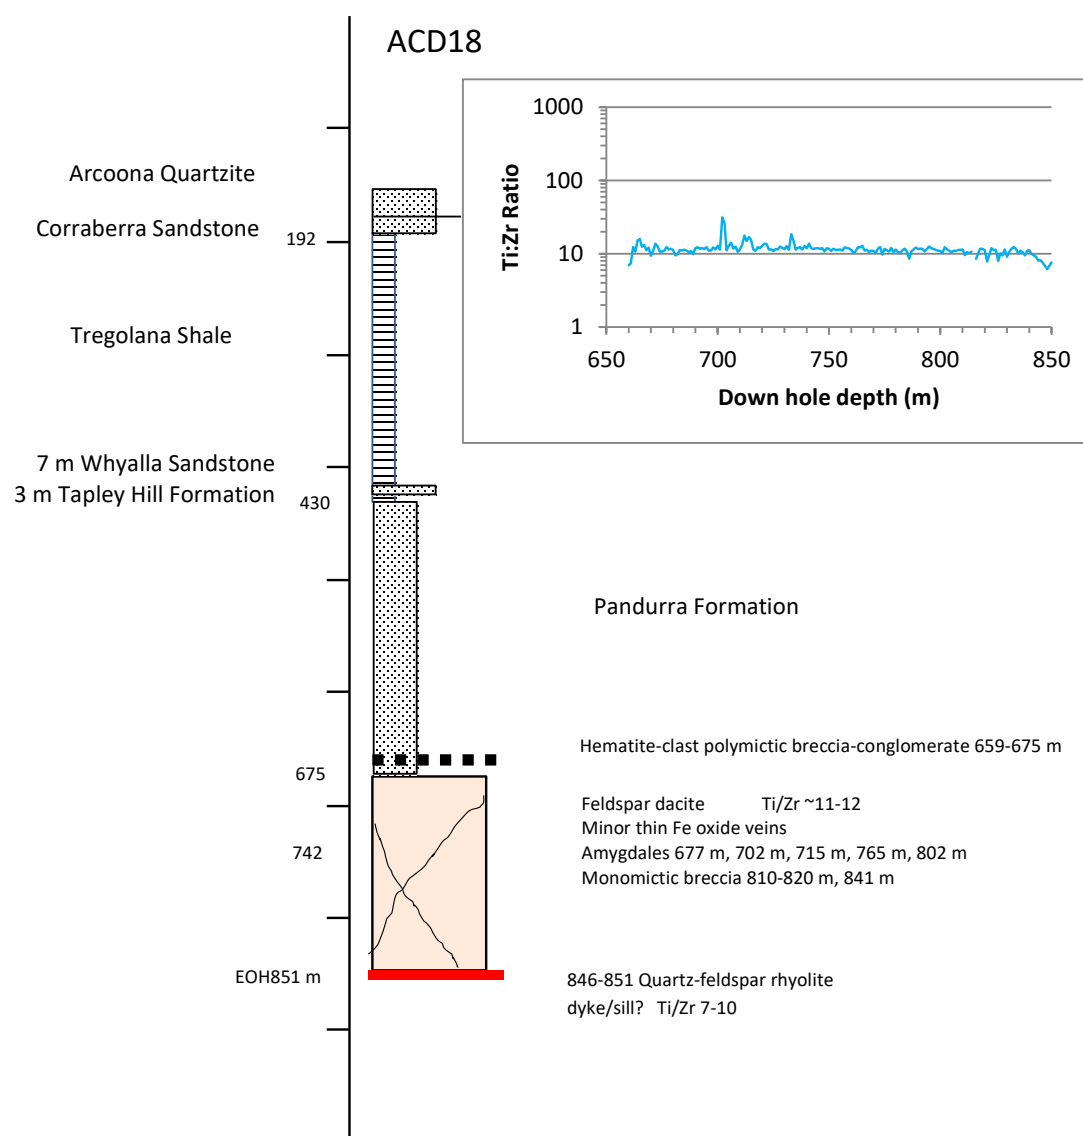 ACD18
1000
100
10
1
Ti:Zr Ratio
650 700 750 800 850
Down hole depth (m)
Arcoona Quartzite
Corraberra Sandstone
192
Tregolana Shale
7 m Whyalla Sandstone
3 m Tapley Hill Formation
430
Pandurra Formation
Hematite-clast polymictic breccia-conglomerate 659-675 m
675
Feldspar dacite Ti/Zr ~11-12
Minor thin Fe oxide veins
742
Amygdales 677 m, 702 m, 715 m, 765 m, 802 m
Monomictic breccia 810-820 m, 841 m
EOH851 m
846-851 Quartz-feldspar rhyolite
dyke/sill? Ti/Zr 7-10